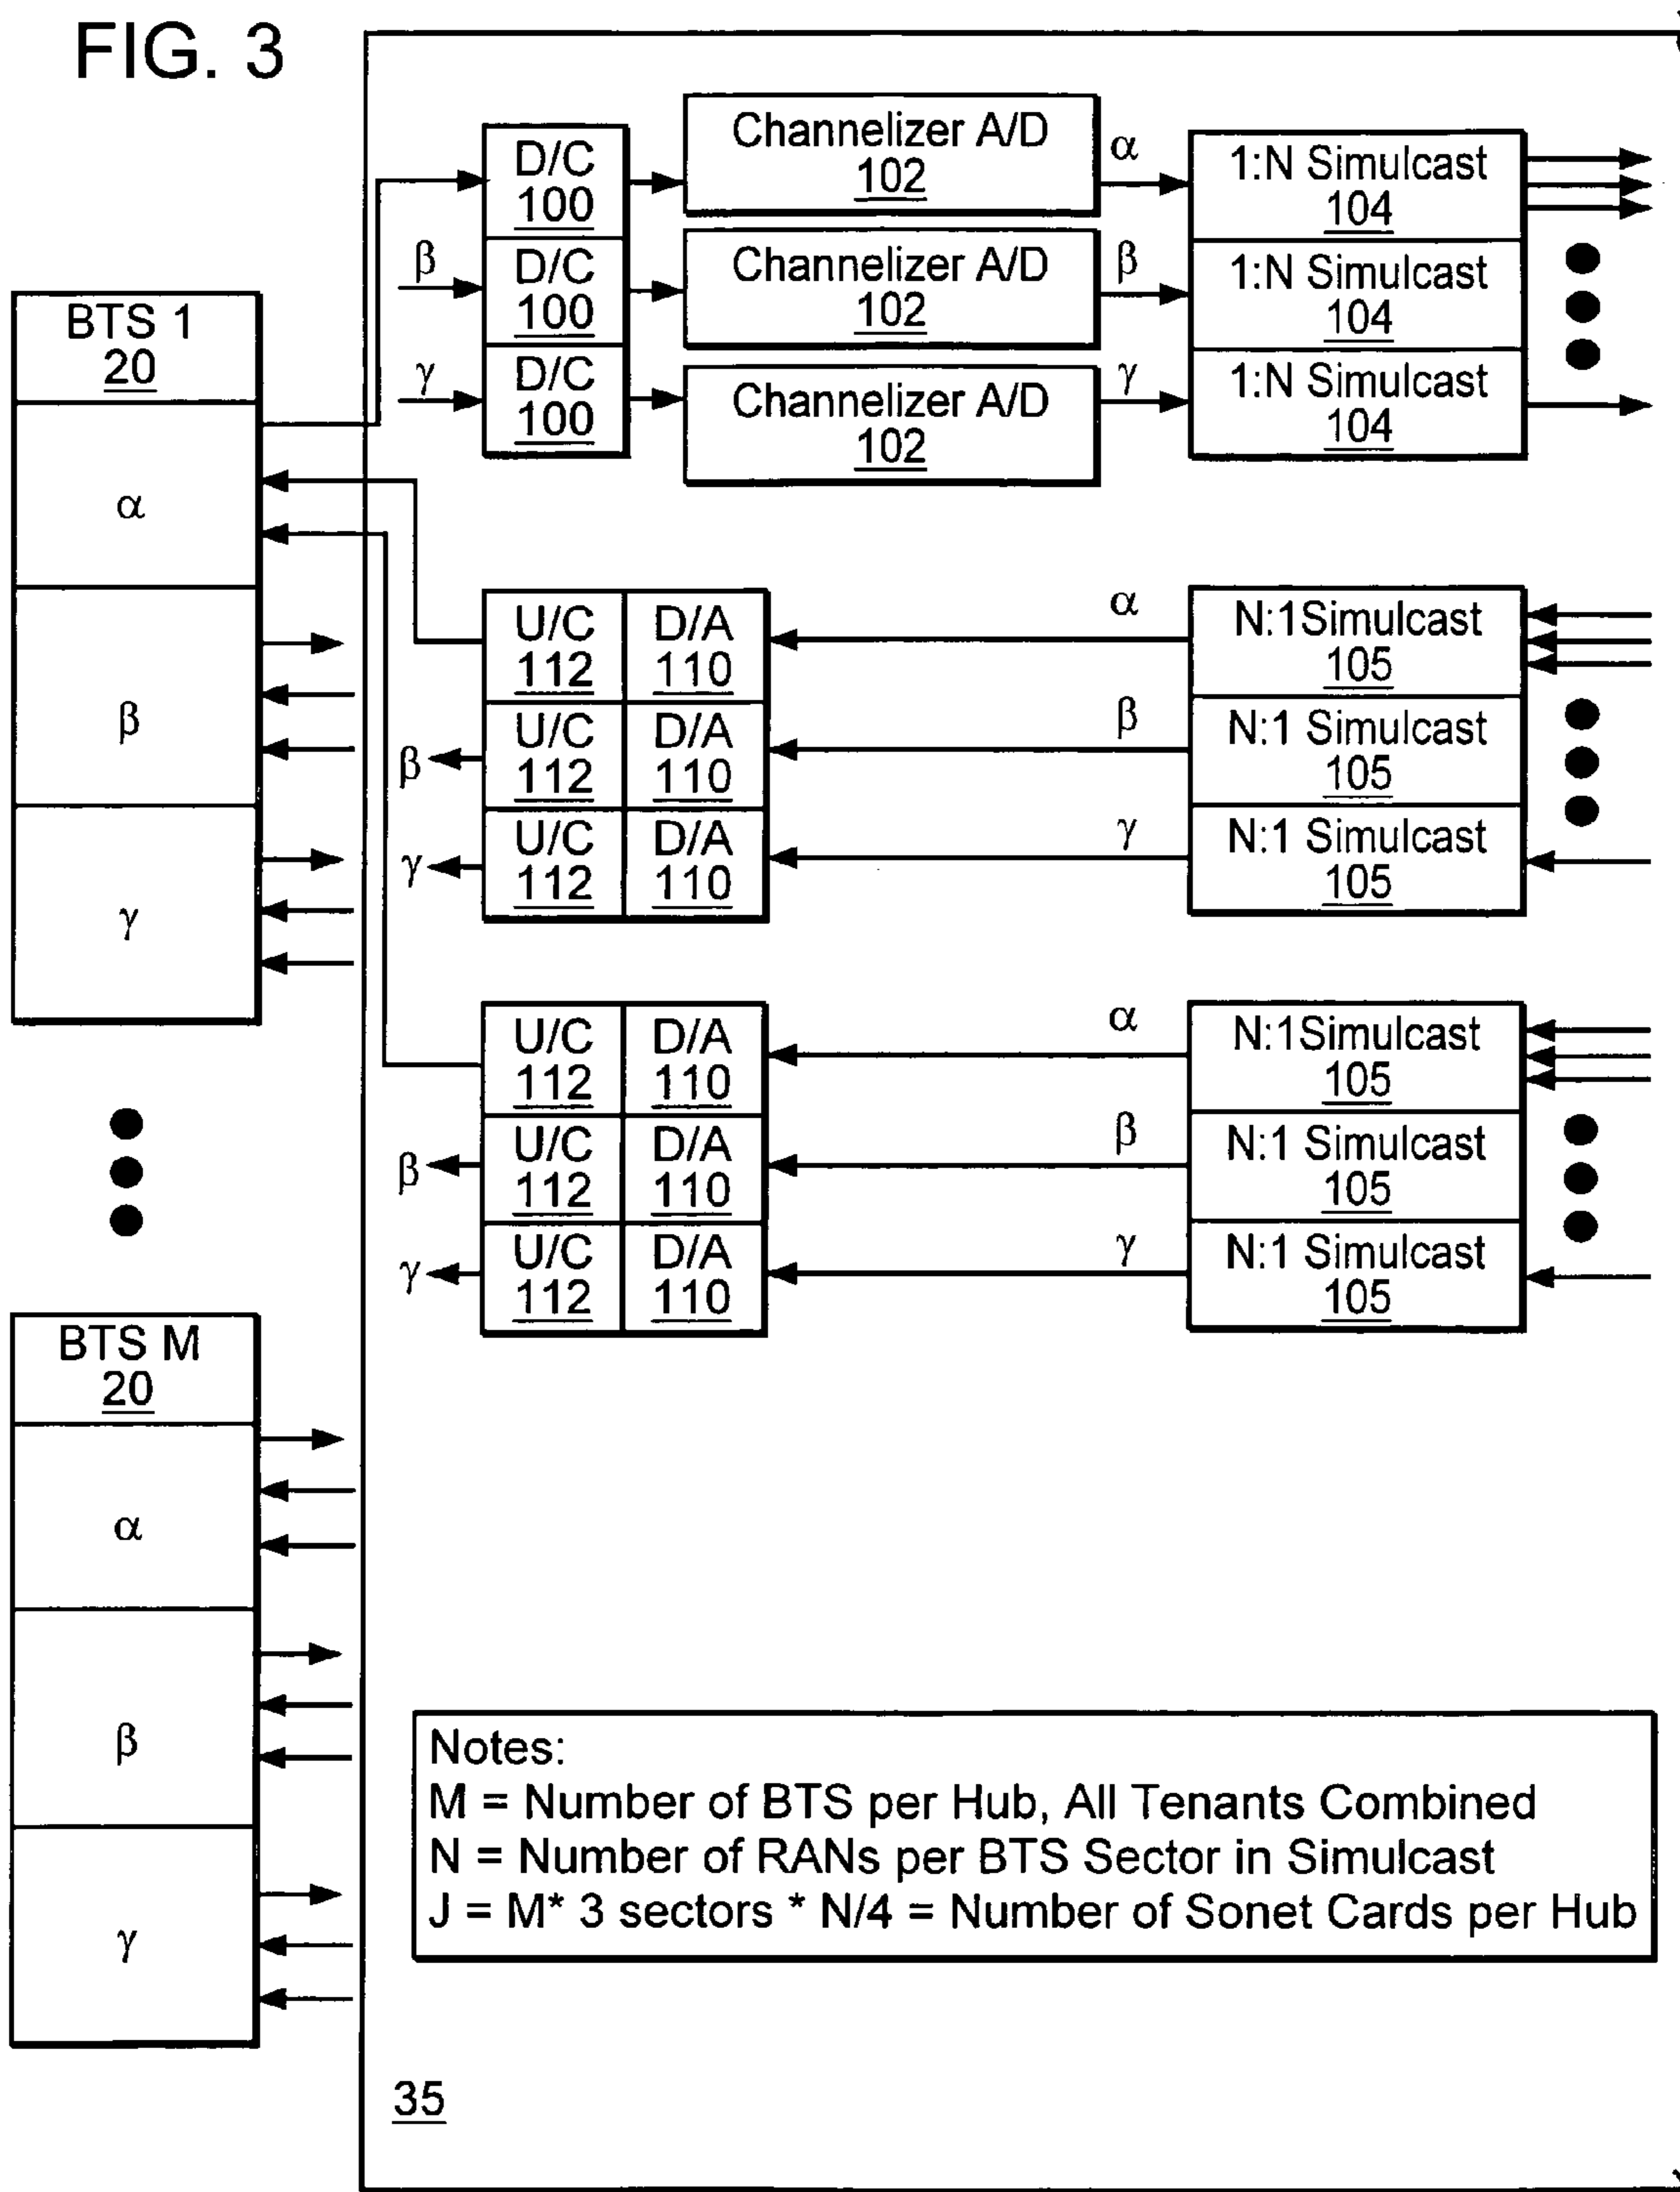 FIG. 3
BTS 1
20
α
β
γ
BTS M
20
α
β
γ
D/C
100
β
D/C
100
γ
D/C
100
Channelizer A/D
102
α
Channelizer A/D
102
β
Channelizer A/D
102
γ
1:N Simulcast
104
1:N Simulcast
104
1:N Simulcast
104
U/C
112
D/A
110
α
N:1Simulcast
105
β
U/C
112
D/A
110
β
N:1 Simulcast
105
γ
U/C
112
D/A
110
γ
N:1 Simulcast
105
U/C
112
D/A
110
α
N:1Simulcast
105
β
U/C
112
D/A
110
β
N:1 Simulcast
105
γ
U/C
112
D/A
110
γ
N:1 Simulcast
105
Notes:
M = Number of BTS per Hub, All Tenants Combined
N = Number of RANs per BTS Sector in Simulcast
J = M* 3 sectors * N/4 = Number of Sonet Cards per Hub
35